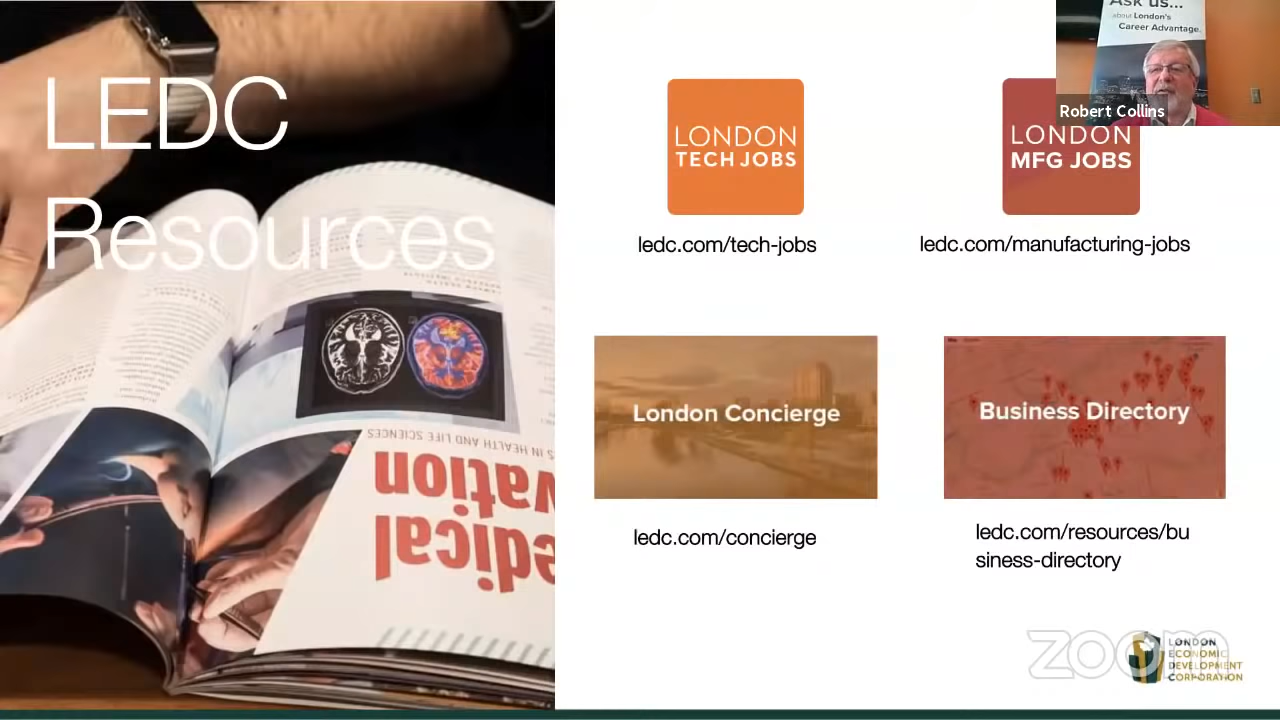 LEDC
Resources
Ask us...
about London's
Career Advantage.
Robert Collins
LONDON
TECH JOBS
LONDON
MFG JOBS
ledc.com/tech-jobs
ledc.com/manufacturing-jobs
London Concierge
Business Directory
ledc.com/concierge
ledc.com/resources/bu
siness-directory
IN HEALTH AND LIFE SCIENCES
zoom
LONDON
ECONOMIC
DEVELOPMENT
CORPORATION